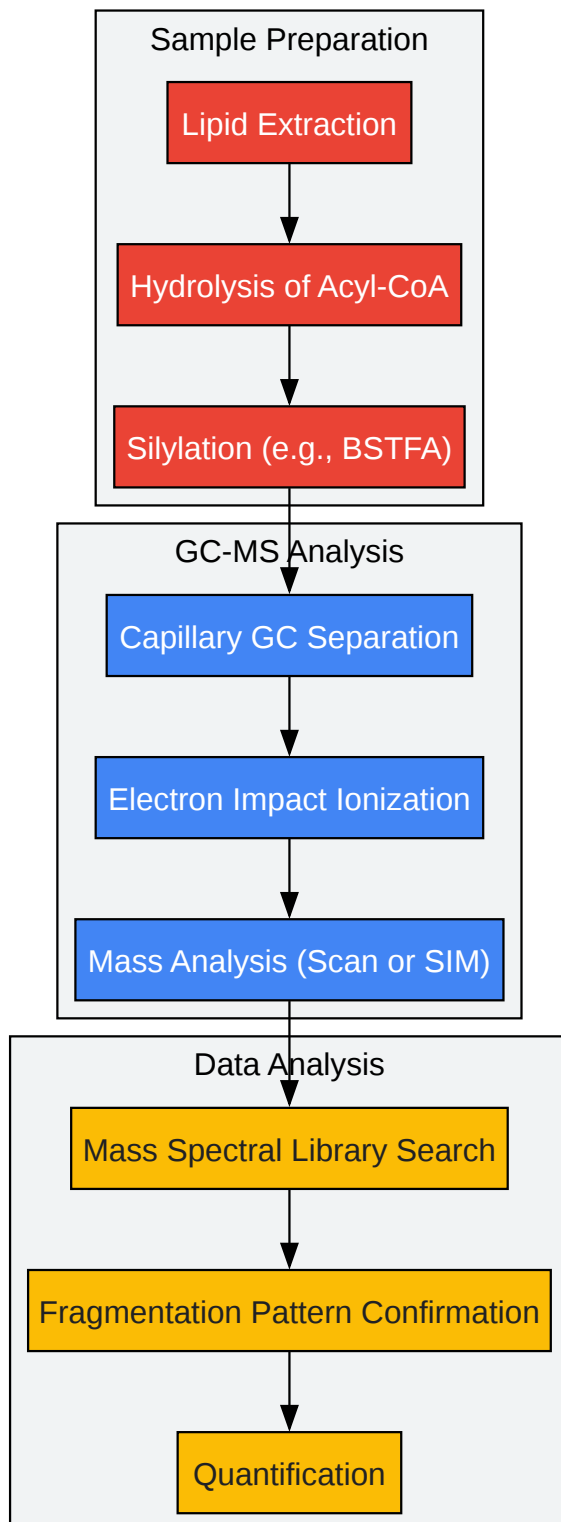 Sample Preparation
Lipid Extraction
Hydrolysis of Acyl-CoA
Silylation (e.g., BSTFA)
GC-MS Analysis
Capillary GC Separation
Electron Impact Ionization
Mass Analysis (Scan or SIM)
Data Analysis
Mass Spectral Library Search
Fragmentation Pattern Confirmation
Quantification